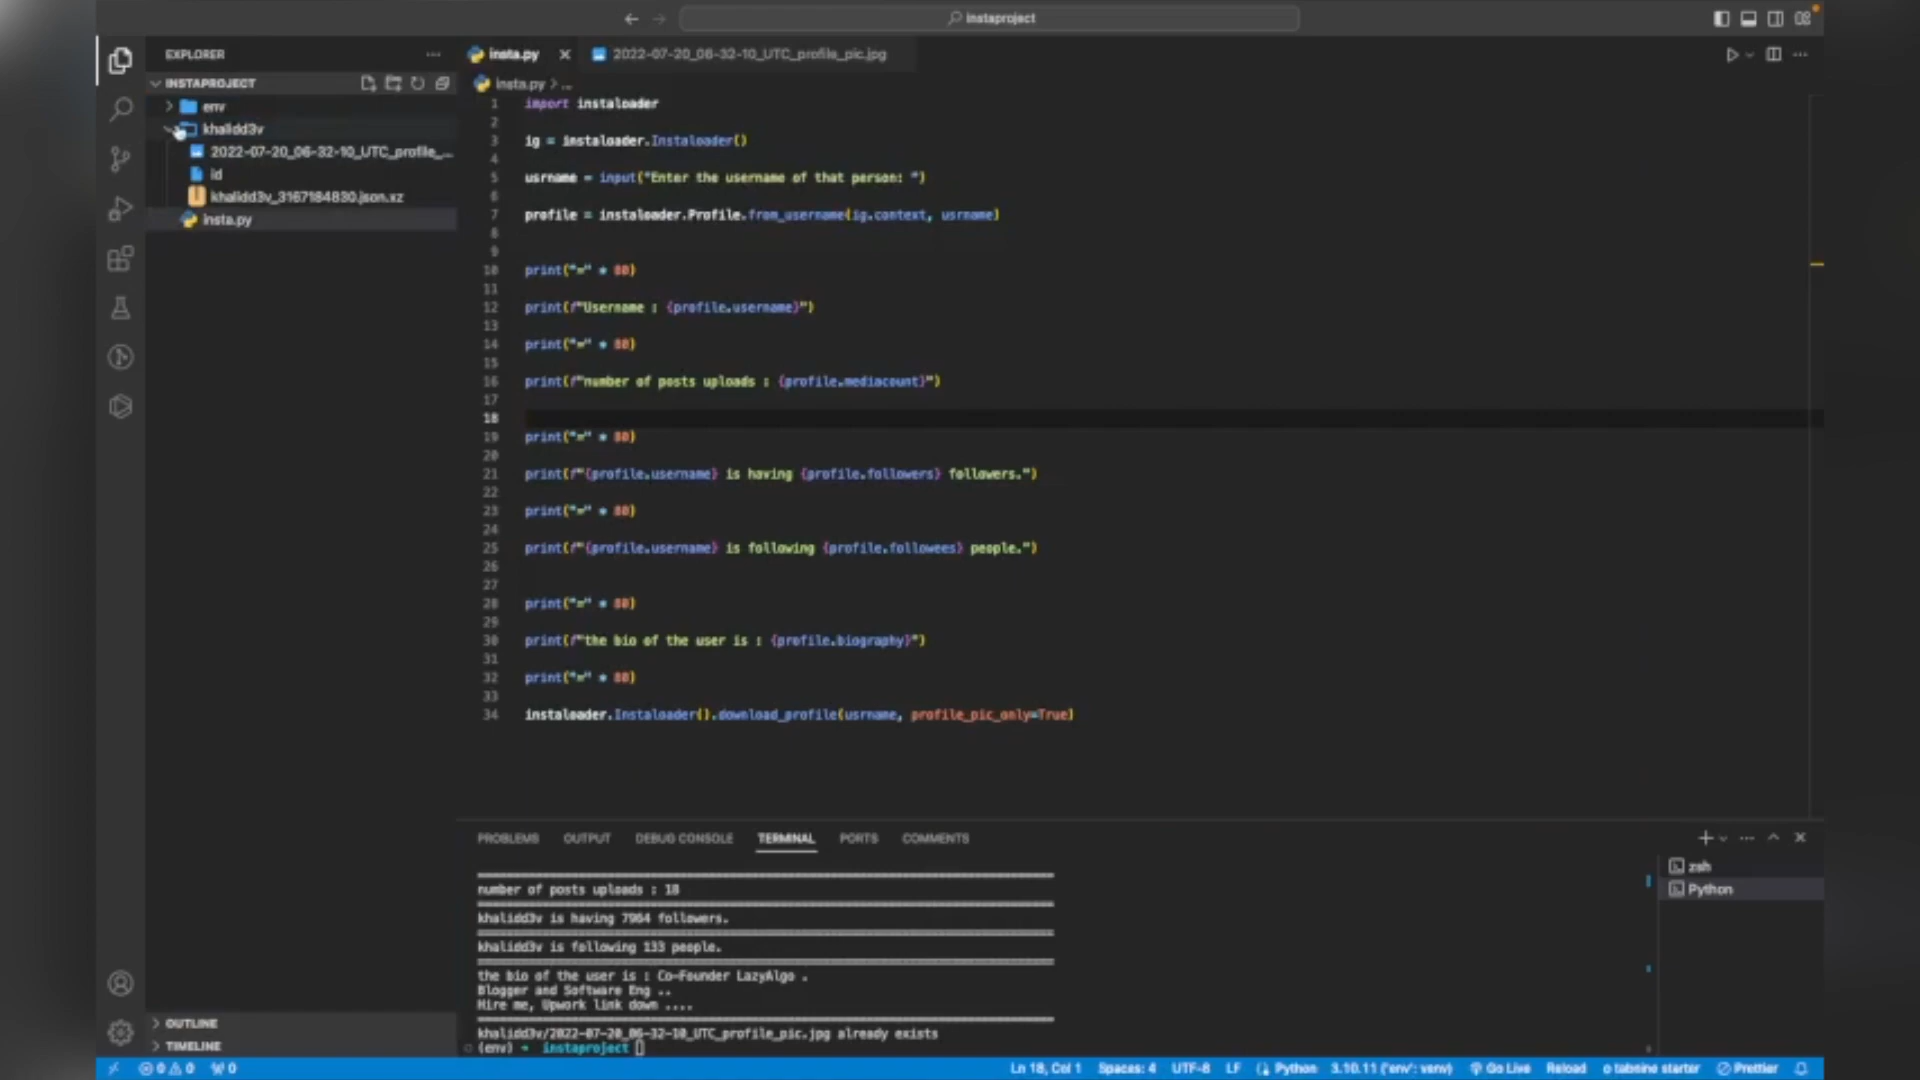 instaproject
EXPLORER
INSTAPROJECT
env
khalidd3v
2022-07-20_06-32-10_UTC_profile_...
id
khalidd3v_3167184830.json.xz
insta.py
OUTLINE
TIMELINE
insta.py
2022-07-20_06-32-10_UTC_profile_pic.jpg
insta.py > ...
1 import instaloader
2
3 ig = instaloader.Instaloader()
4
5 usrname = input("Enter the username of that person: ")
6
7 profile = instaloader.Profile.from_username(ig.context, usrname)
8
9
10 print("=" * 80)
11
12 print(f"Username : {profile.username}")
13
14 print("=" * 80)
15
16 print(f"number of posts uploads : {profile.mediacount}")
17
18
19 print("=" * 80)
20
21 print(f"{profile.username} is having {profile.followers} followers.")
22
23 print("=" * 80)
24
25 print(f"{profile.username} is following {profile.followees} people.")
26
27
28 print("=" * 80)
29
30 print(f"the bio of the user is : {profile.biography}")
31
32 print("=" * 80)
33
34 instaloader.Instaloader().download_profile(usrname, profile_pic_only=True)
PROBLEMS OUTPUT DEBUG CONSOLE TERMINAL PORTS COMMENTS
zsh
Python
number of posts uploads : 18
khalidd3v is having 7964 followers.
khalidd3v is following 133 people.
the bio of the user is : Co-Founder LazyAlgo .
Blogger and Software Eng ..
Hire me, Upwork link down ....
khalidd3v/2022-07-20_06-32-10_UTC_profile_pic.jpg already exists
(env) → instaproject
0 0 0 Ln 18, Col 1 Spaces: 4 UTF-8 LF Python 3.10.11 ('env': venv) Go Live Reload tabnine starter Prettier